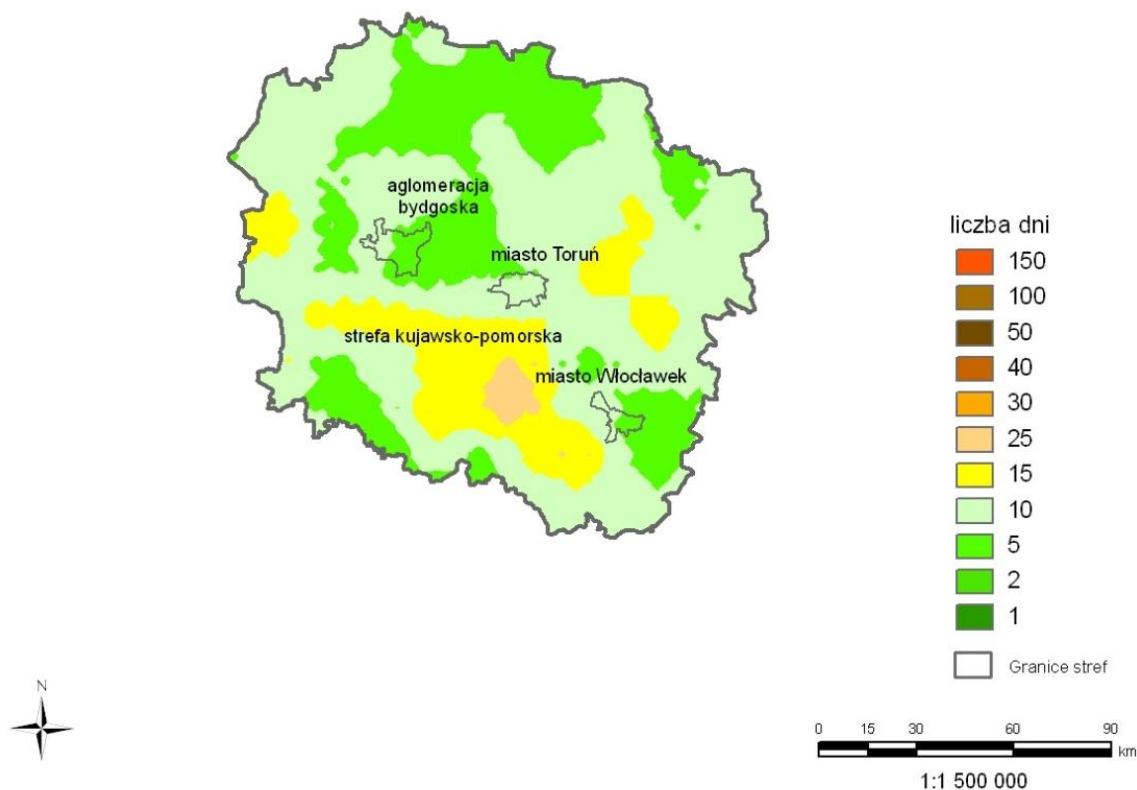 aglomeracja
bydgoska
miasto Toruń
strefa kujawsko-pomorska
miasto Włocławek
liczba dni
150
100
50
40
30
25
15
10
5
2
1
Granice stref
N
0 15 30 60 90
km
1:1 500 000